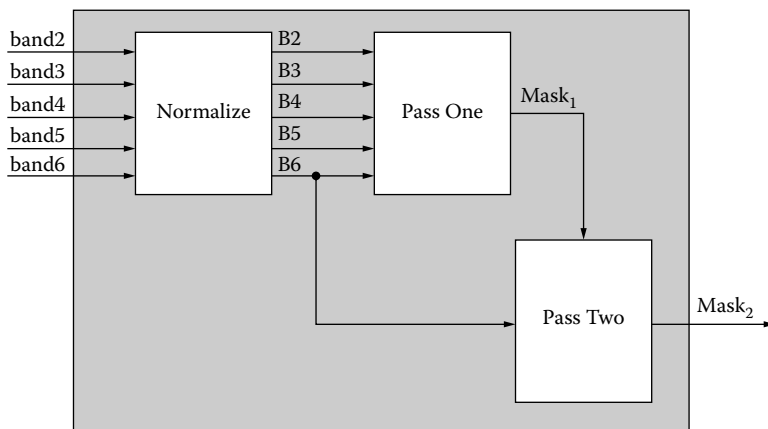 band2
band3
band4
band5
band6
Normalize
B2
B3
B4
B5
B6
Pass One
Mask₁
Pass Two
Mask₂